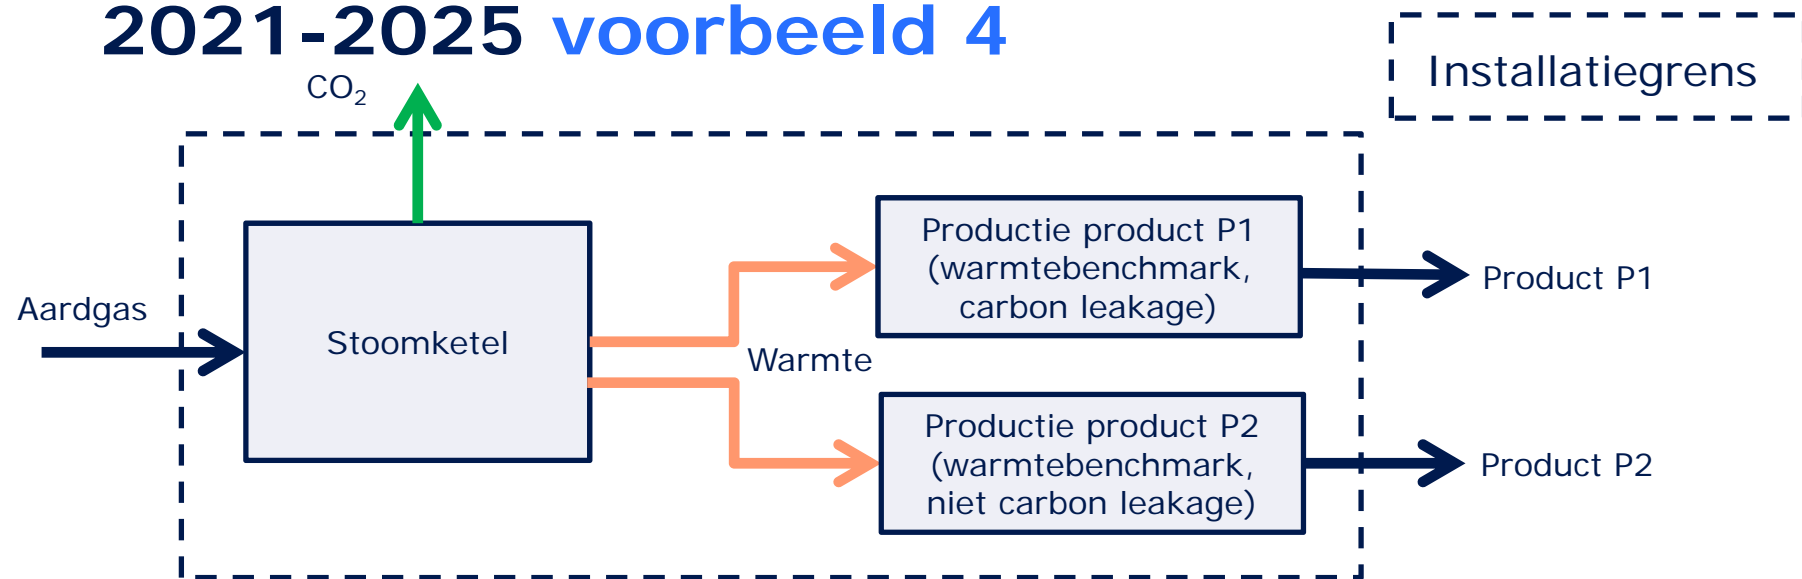 2021-2025 voorbeeld 4
Installatiegrens
CO₂
Aardgas
Stoomketel
Warmte
Productie product P1
(warmtebenchmark,
carbon leakage)
Product P1
Productie product P2
(warmtebenchmark,
niet carbon leakage)
Product P2